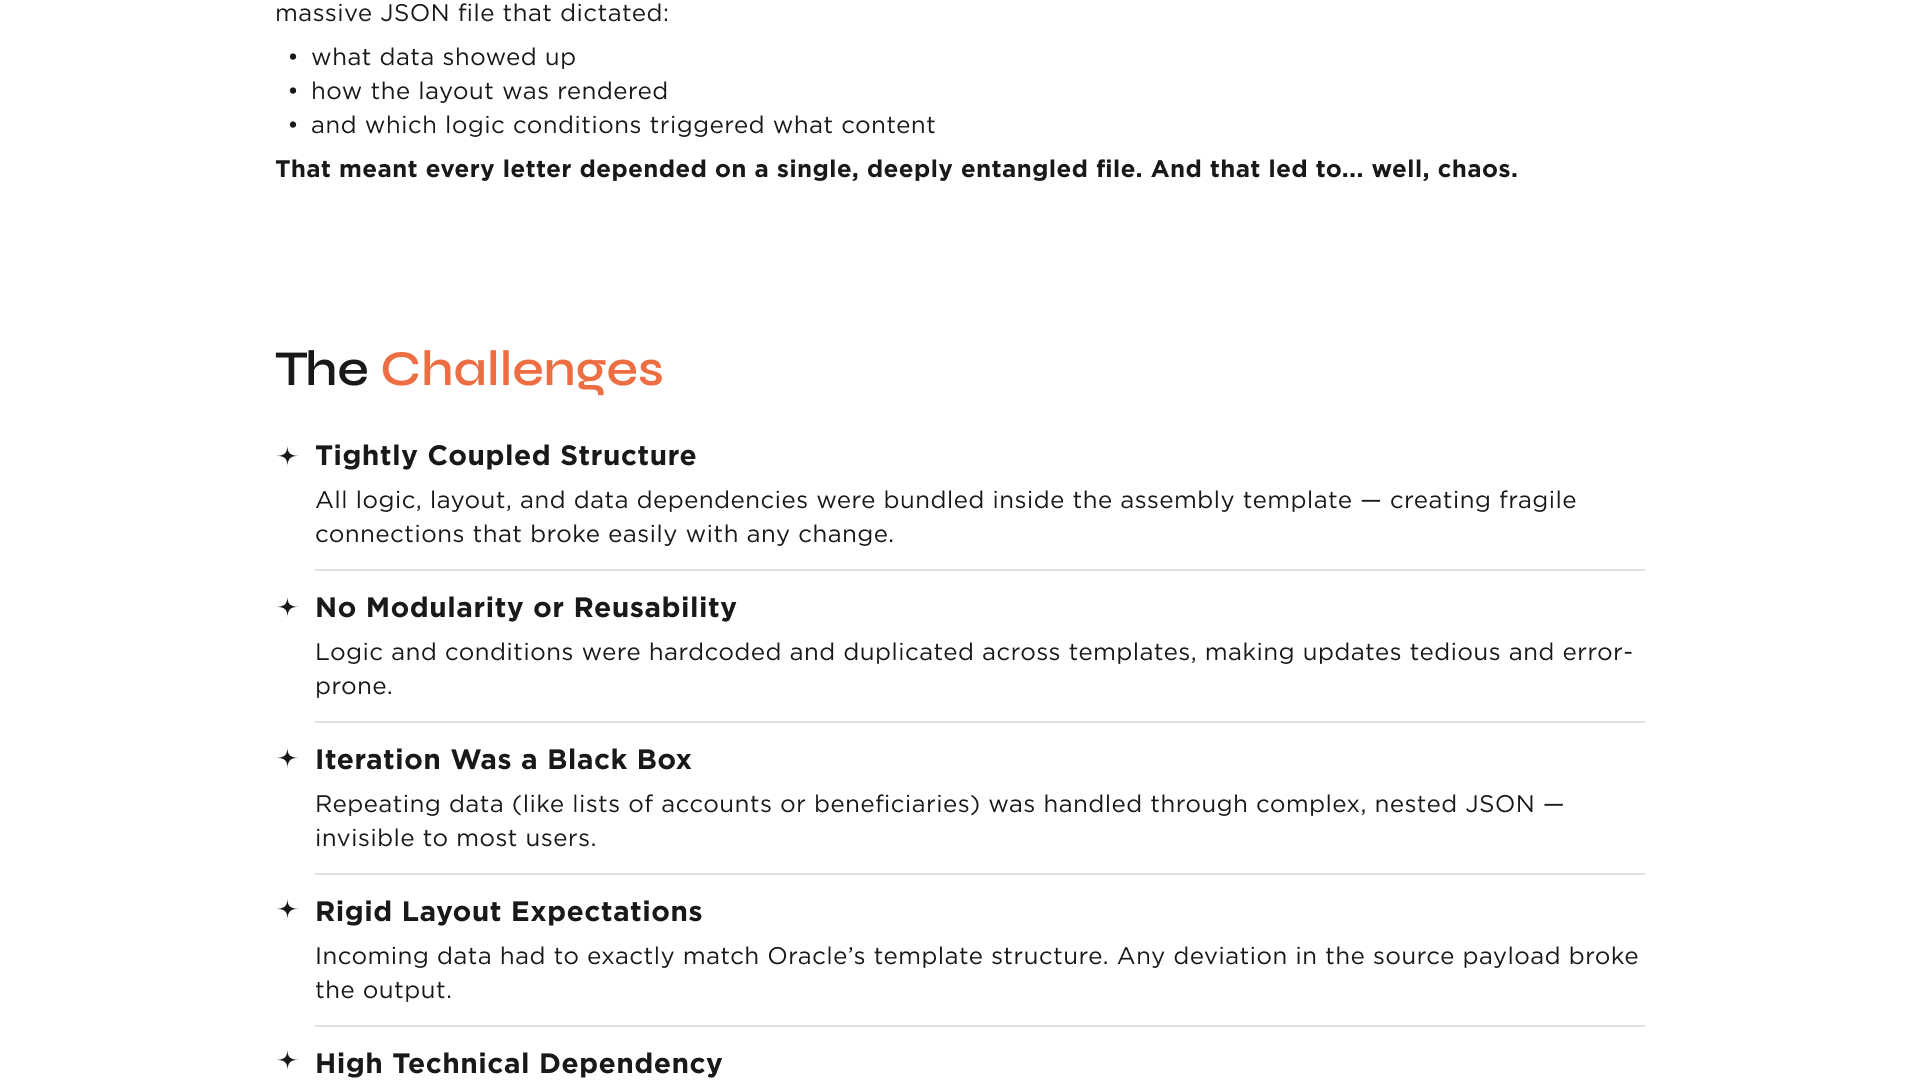 massive JSON file that dictated:
• what data showed up
• how the layout was rendered
• and which logic conditions triggered what content
That meant every letter depended on a single, deeply entangled file. And that led to... well, chaos.
The Challenges
Tightly Coupled Structure
All logic, layout, and data dependencies were bundled inside the assembly template — creating fragile
connections that broke easily with any change.
No Modularity or Reusability
Logic and conditions were hardcoded and duplicated across templates, making updates tedious and error-
prone.
Iteration Was a Black Box
Repeating data (like lists of accounts or beneficiaries) was handled through complex, nested JSON —
invisible to most users.
Rigid Layout Expectations
Incoming data had to exactly match Oracle’s template structure. Any deviation in the source payload broke
the output.
High Technical Dependency